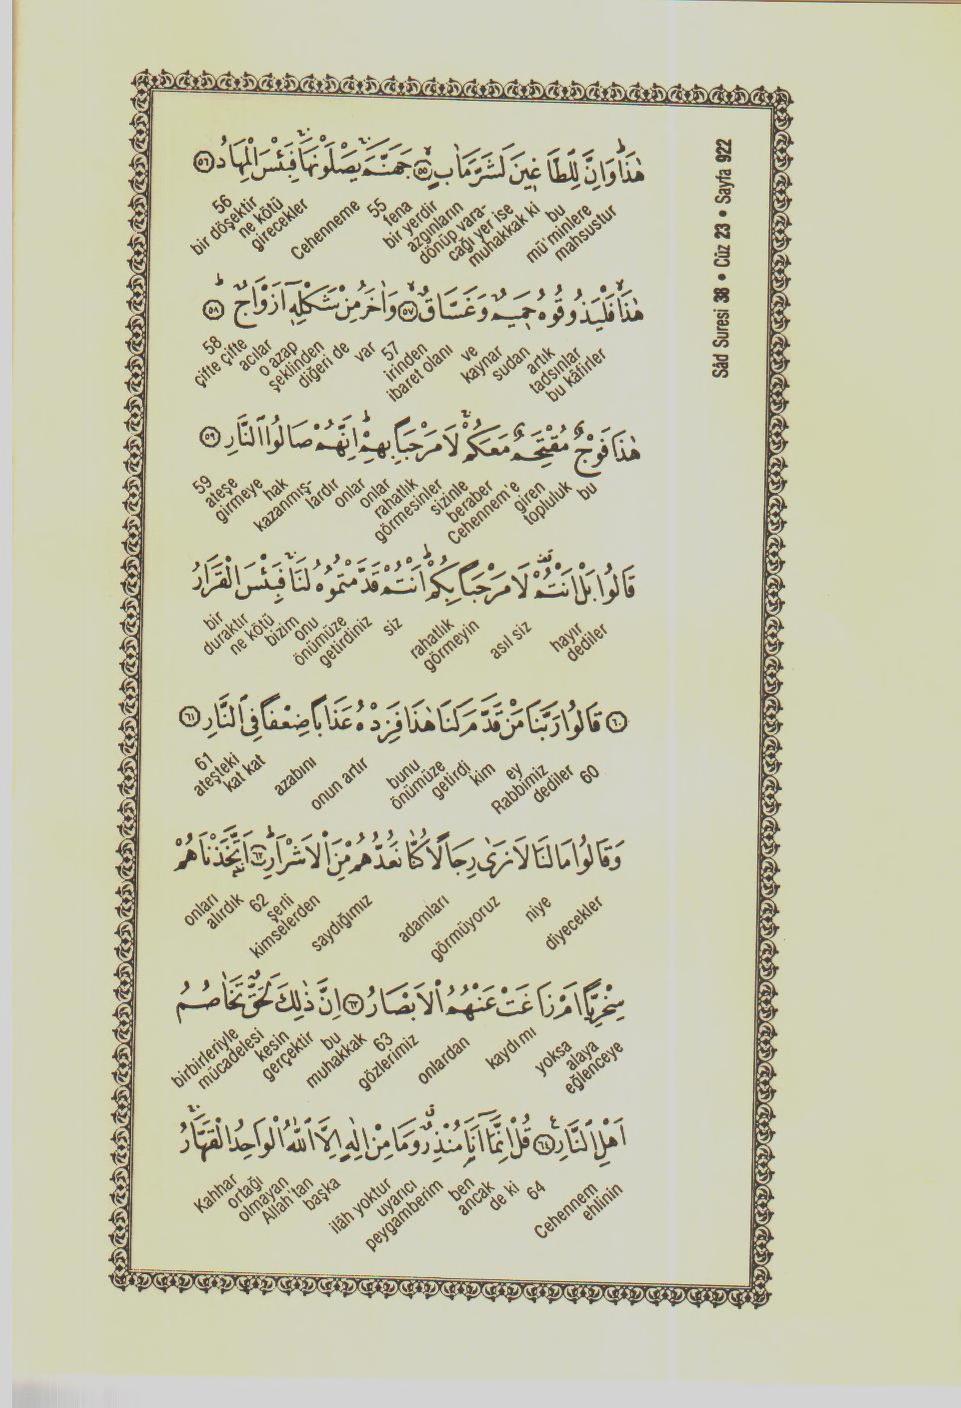 Sâd Suresi 38 • Cüz 23 • Sayfa 922
هٰذَا وَاِنَّ لِلطَّاغ۪ينَ لَشَرَّ مَاٰبٍ ﴿٥٥﴾ جَهَنَّمَ يَصْلَوْنَهَا فَبِئْسَ الْمِهَادُ ﴿٥٦﴾
bu mü'minlere mahsustur
muhakkak ki
azgınların dönüp varacağı yer ise
fena bir yerdir
55
Cehenneme
girecekler
ne kötü
bir döşektir
56
هٰذَا فَلْيَذُوقُوهُ حَم۪يمٌ وَغَسَّاقٌ ﴿٥٧﴾ وَاٰخَرُ مِنْ شَكْلِه۪ٓ اَزْوَاجٌ ﴿٥٨﴾
bu kâfirler
artık tadsınlar
kaynar sudan
ve
irinden ibaret olanı
57
var
diğeri de
o azap şeklinden
acılar
çifte çifte
58
هٰذَا فَوْجٌ مُقْتَحِمٌ مَعَكُمْ لَا مَرْحَبًا بِهِمْ اِنَّهُمْ صَالُوا النَّارِ ﴿٥٩﴾
bu
topluluk
Cehennem'e giren
sizinle beraber
rahatlık görmesinler
onlar
onlar
hak kazanmışlardır
ateşe girmeye
59
قَالُوا بَلْ اَنْتُمْ لَا مَرْحَبًا بِكُمْ اَنْتُمْ قَدَّمْتُمُوهُ لَنَا فَبِئْسَ الْقَرَارُ
dediler
hayır
asıl siz
rahatlık görmeyin
siz
önümüze getirdiniz
onu
bizim
ne kötü
bir duraktır
﴿٦٠﴾ قَالُوا رَبَّنَا مَنْ قَدَّمَ لَنَا هٰذَا فَزِدْهُ عَذَابًا ضِعْفًا فِي النَّارِ ﴿٦١﴾
60
dediler
ey Rabbimiz
kim
önümüze getirdi
bunu
onun artır
azabını
kat kat
ateşteki
61
وَقَالُوا مَا لَنَا لَا نَرٰى رِجَالًا كُنَّا نَعُدُّهُمْ مِنَ الْاَشْرَارِ ﴿٦٢﴾ اَتَّخَذْنَاهُمْ
diyecekler
niye
görmüyoruz
adamları
saydığımız
şerli kimselerden
62
alırdık
onları
سِخْرِيًّا اَمْ زَاغَتْ عَنْهُمُ الْاَبْصَارُ ﴿٦٣﴾ اِنَّ ذٰلِكَ لَحَقٌّ تَخَاصُمُ
alaya eğlenceye
yoksa
kaydı mı
onlardan
gözlerimiz
63
muhakkak
bu
kesin gerçektir
birbirleriyle mücadelesi
اَهْلِ النَّارِ ﴿٦٤﴾ قُلْ اِنَّمَٓا اَنَا مُنْذِرٌ وَمَا مِنْ اِلٰهٍ اِلَّا اللّٰهُ الْوَاحِدُ الْقَهَّارُ
Cehennem ehlinin
64
de ki
ancak
ben
uyarıcı peygamberim
ilâh yoktur
Allah'tan başka
ortağı olmayan
Kahhar